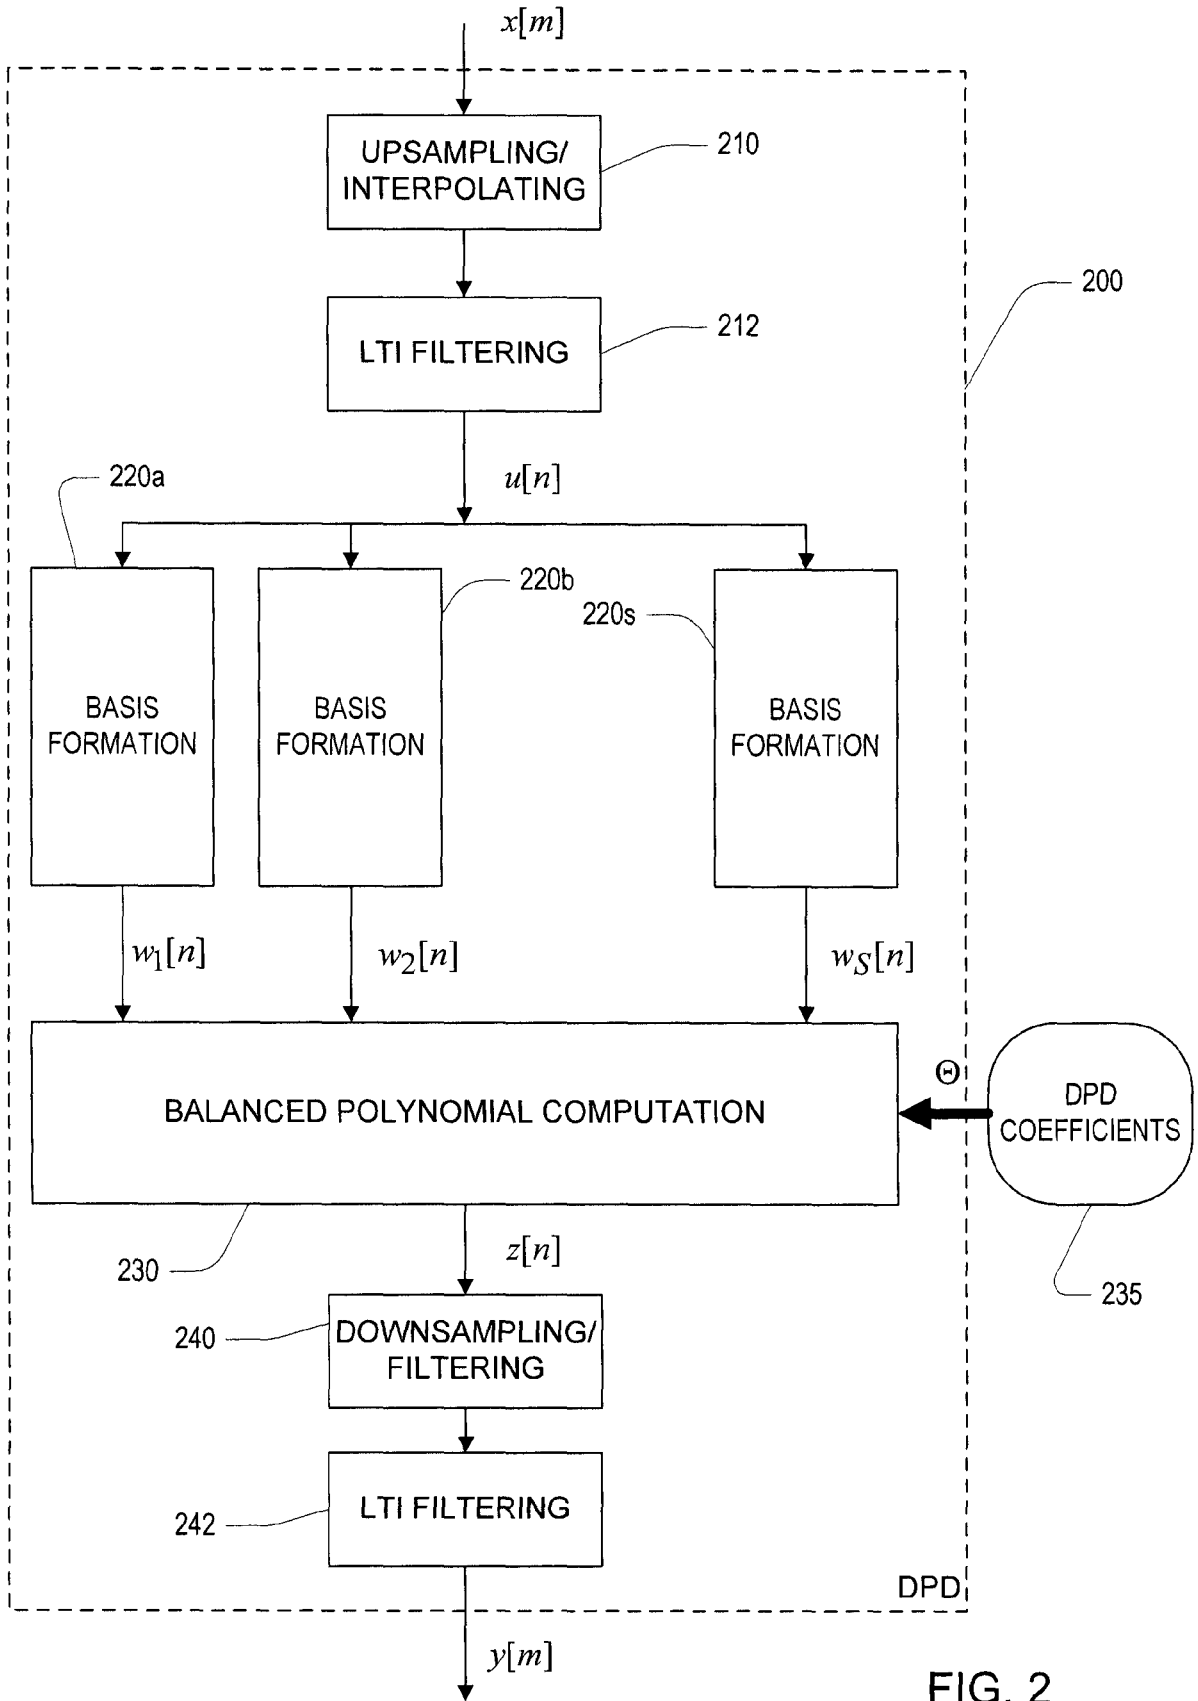 x[m]
UPSAMPLING/
INTERPOLATING
210
200
LTI FILTERING
212
u[n]
220a
220b
220s
BASIS
FORMATION
BASIS
FORMATION
BASIS
FORMATION
w1[n]
w2[n]
wS[n]
BALANCED POLYNOMIAL COMPUTATION
Θ
DPD
COEFFICIENTS
230
z[n]
235
240
DOWNSAMPLING/
FILTERING
242
LTI FILTERING
DPD
y[m]
FIG. 2